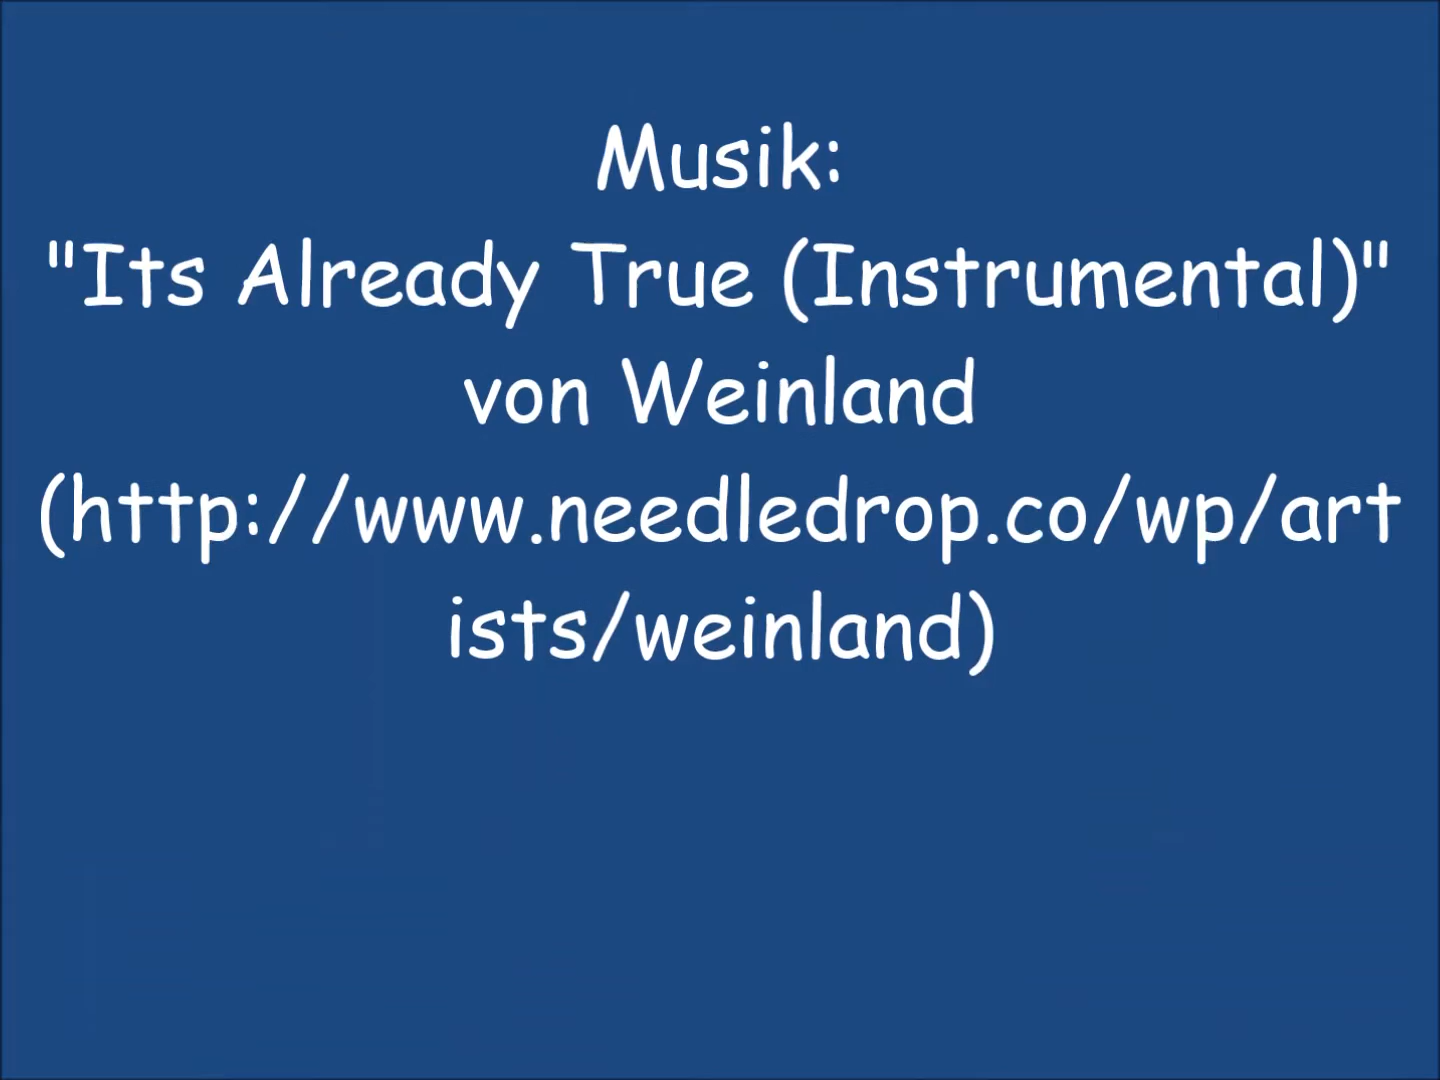 Musik:
"Its Already True (Instrumental)"
von Weinland
(http://www.needledrop.co/wp/art
ists/weinland)